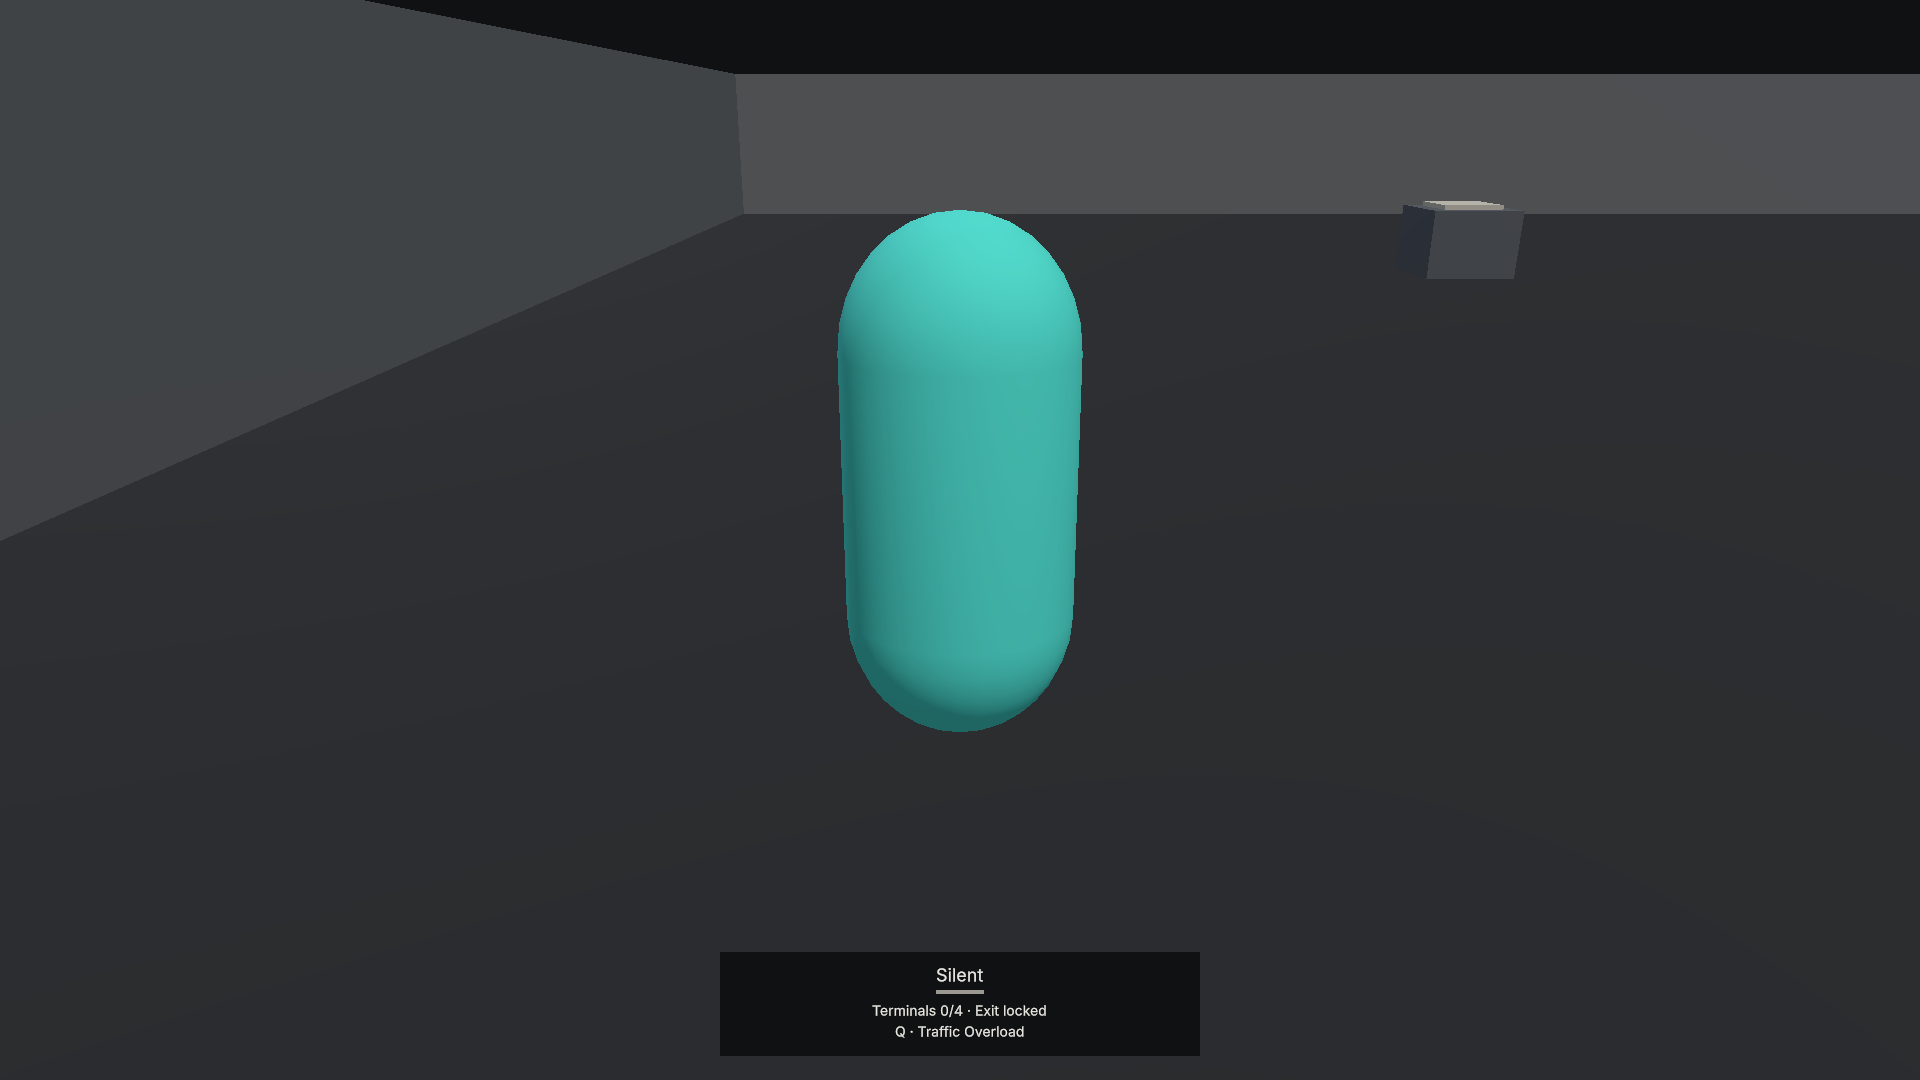 Silent
Terminals 0/4 · Exit locked
Q · Traffic Overload